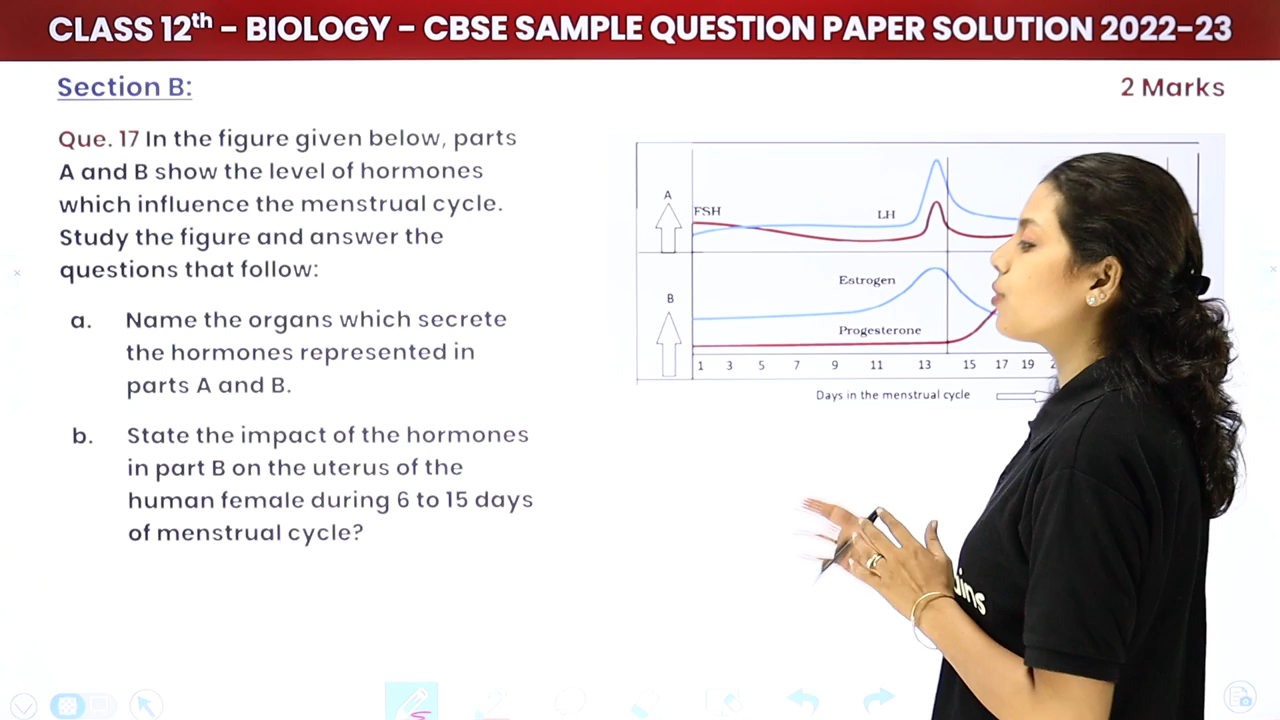 CLASS 12th – BIOLOGY – CBSE SAMPLE QUESTION PAPER SOLUTION 2022–23
Section B:
2 Marks
Que. 17 In the figure given below, parts
A and B show the level of hormones
which influence the menstrual cycle.
Study the figure and answer the
questions that follow:
a. Name the organs which secrete
the hormones represented in
parts A and B.
b. State the impact of the hormones
in part B on the uterus of the
human female during 6 to 15 days
of menstrual cycle?
A
FSH
LH
B
Estrogen
Progesterone
1 3 5 7 9 11 13 15 17 19
Days in the menstrual cycle